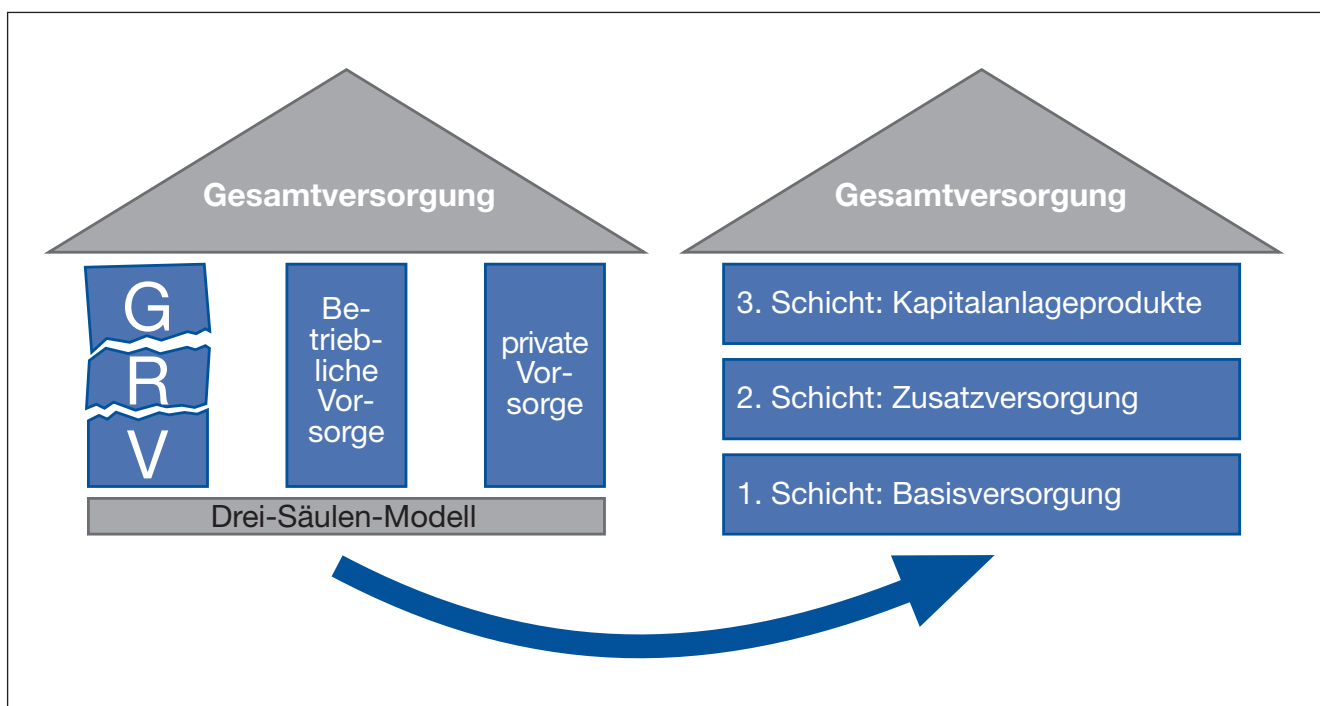 Gesamtversorgung
G
R
V
Be-
trieb-
liche
Vor-
sorge
private
Vor-
sorge
Drei-Säulen-Modell
Gesamtversorgung
3. Schicht: Kapitalanlageprodukte
2. Schicht: Zusatzversorgung
1. Schicht: Basisversorgung